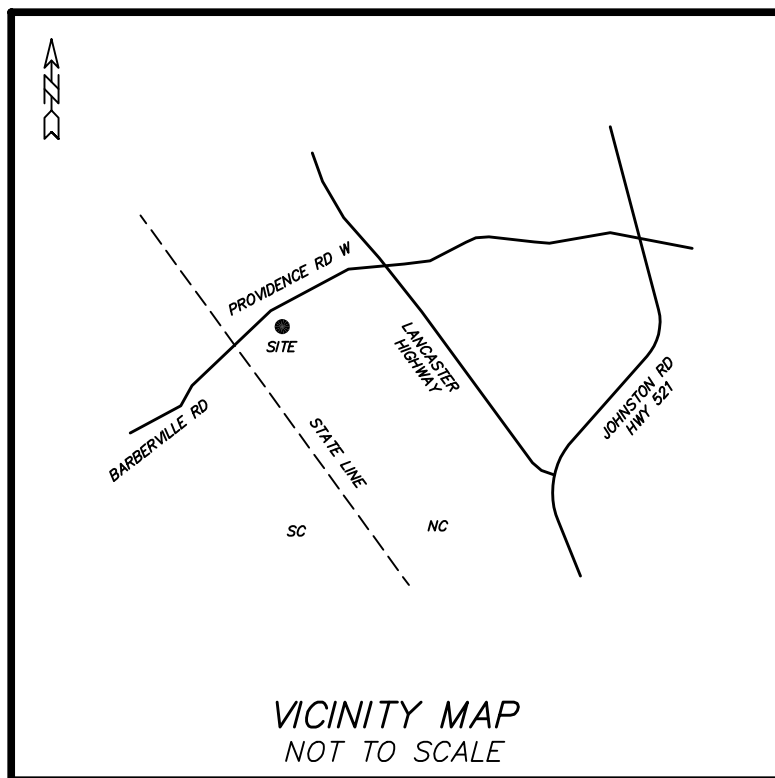 N
PROVIDENCE RD W
SITE
LANCASTER
HIGHWAY
JOHNSTON RD
HWY 521
BARBERVILLE RD
STATE LINE
SC
NC
VICINITY MAP
NOT TO SCALE